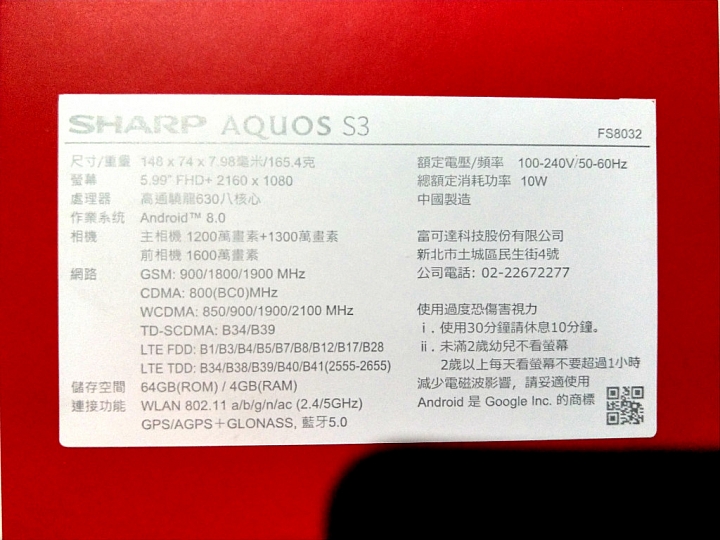 SHARP AQUOS S3
FS8032
尺寸/重量 148 x 74 x 7.98毫米/165.4克
螢幕 5.99" FHD+ 2160 x 1080
處理器 高通驍龍630八核心
作業系統 Android™ 8.0
相機 主相機 1200萬畫素+1300萬畫素
前相機 1600萬畫素
網路 GSM: 900/1800/1900 MHz
CDMA: 800(BC0)MHz
WCDMA: 850/900/1900/2100 MHz
TD-SCDMA: B34/B39
LTE FDD: B1/B3/B4/B5/B7/B8/B12/B17/B28
LTE TDD: B34/B38/B39/B40/B41(2555-2655)
儲存空間 64GB(ROM) / 4GB(RAM)
連接功能 WLAN 802.11 a/b/g/n/ac (2.4/5GHz)
GPS/AGPS＋GLONASS, 藍牙5.0
額定電壓/頻率 100-240V/50-60Hz
總額定消耗功率 10W
中國製造
富可達科技股份有限公司
新北市土城區民生街4號
公司電話: 02-22672277
使用過度恐傷害視力
i．使用30分鐘請休息10分鐘。
ii．未滿2歲幼兒不看螢幕
2歲以上每天看螢幕不要超過1小時
減少電磁波影響，請妥適使用
Android 是 Google Inc. 的商標